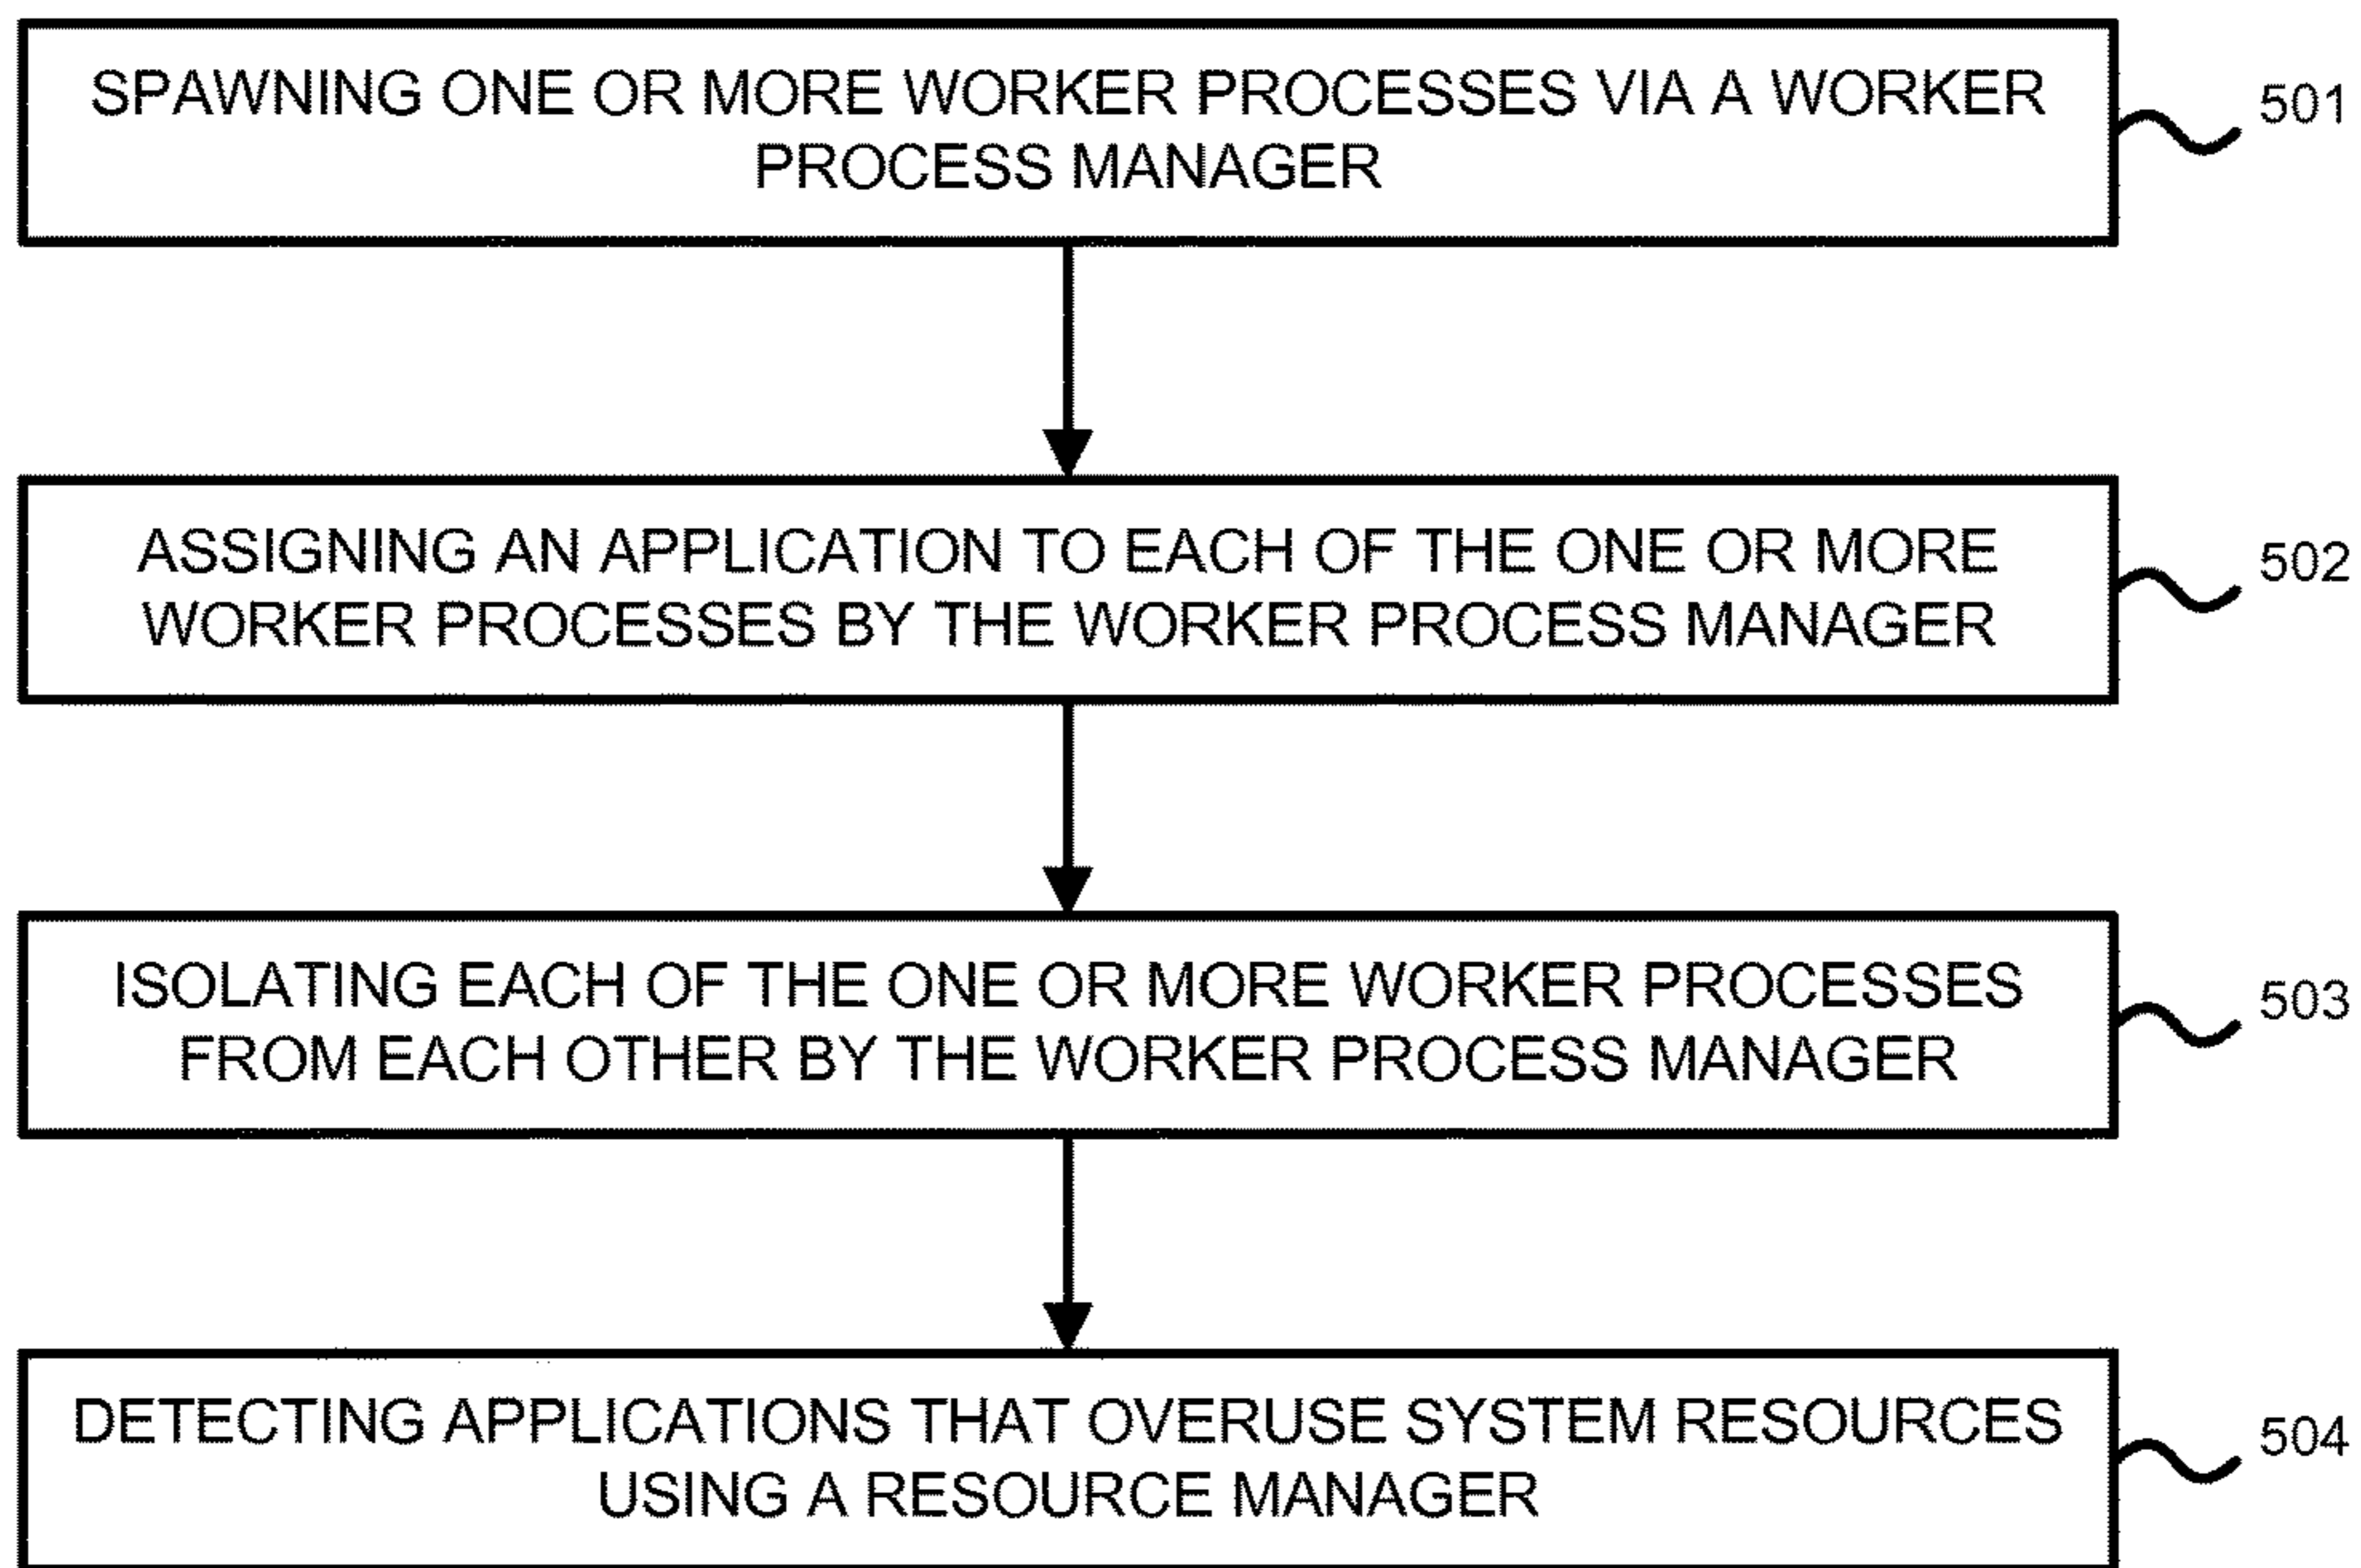 SPAWNING ONE OR MORE WORKER PROCESSES VIA A WORKER
PROCESS MANAGER
501
ASSIGNING AN APPLICATION TO EACH OF THE ONE OR MORE
WORKER PROCESSES BY THE WORKER PROCESS MANAGER
502
ISOLATING EACH OF THE ONE OR MORE WORKER PROCESSES
FROM EACH OTHER BY THE WORKER PROCESS MANAGER
503
DETECTING APPLICATIONS THAT OVERUSE SYSTEM RESOURCES
USING A RESOURCE MANAGER
504